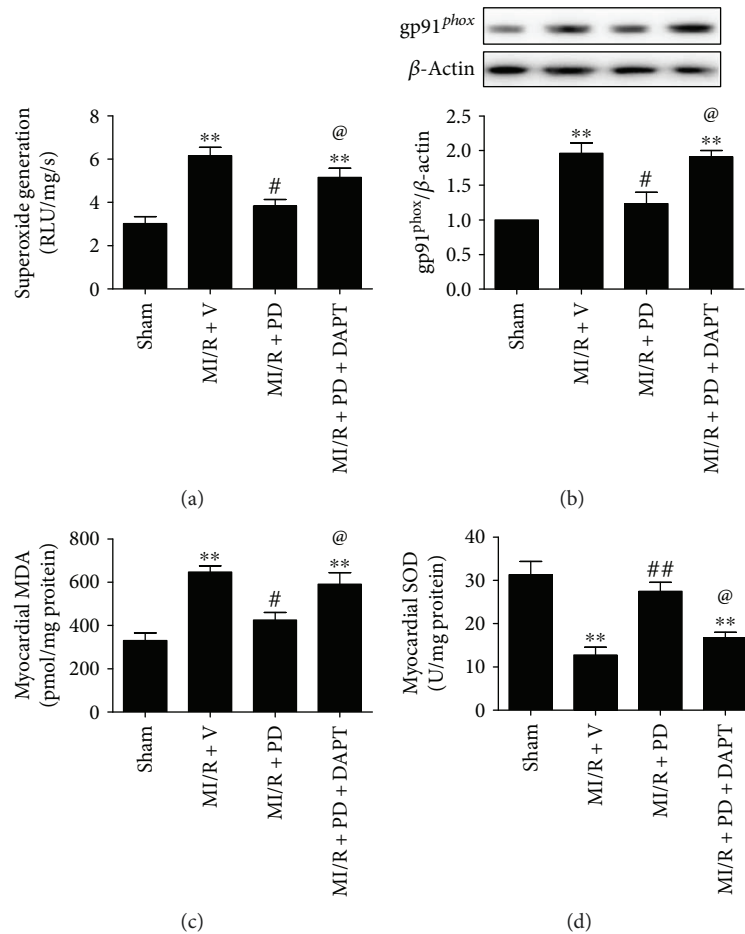 Superoxide generation
(RLU/mg/s)
8
6
4
2
0
**
#
@
**
Sham
MI/R + V
MI/R + PD
MI/R + PD + DAPT
(a)
gp91phox
β-Actin
gp91phox/β-actin
2.5
2.0
1.5
1.0
0.5
0.0
**
#
@
**
Sham
MI/R + V
MI/R + PD
MI/R + PD + DAPT
(b)
Myocardial MDA
(pmol/mg proitein)
800
600
400
200
0
**
#
@
**
Sham
MI/R + V
MI/R + PD
MI/R + PD + DAPT
(c)
Myocardial SOD
(U/mg proitein)
40
30
20
10
0
**
##
@
**
Sham
MI/R + V
MI/R + PD
MI/R + PD + DAPT
(d)